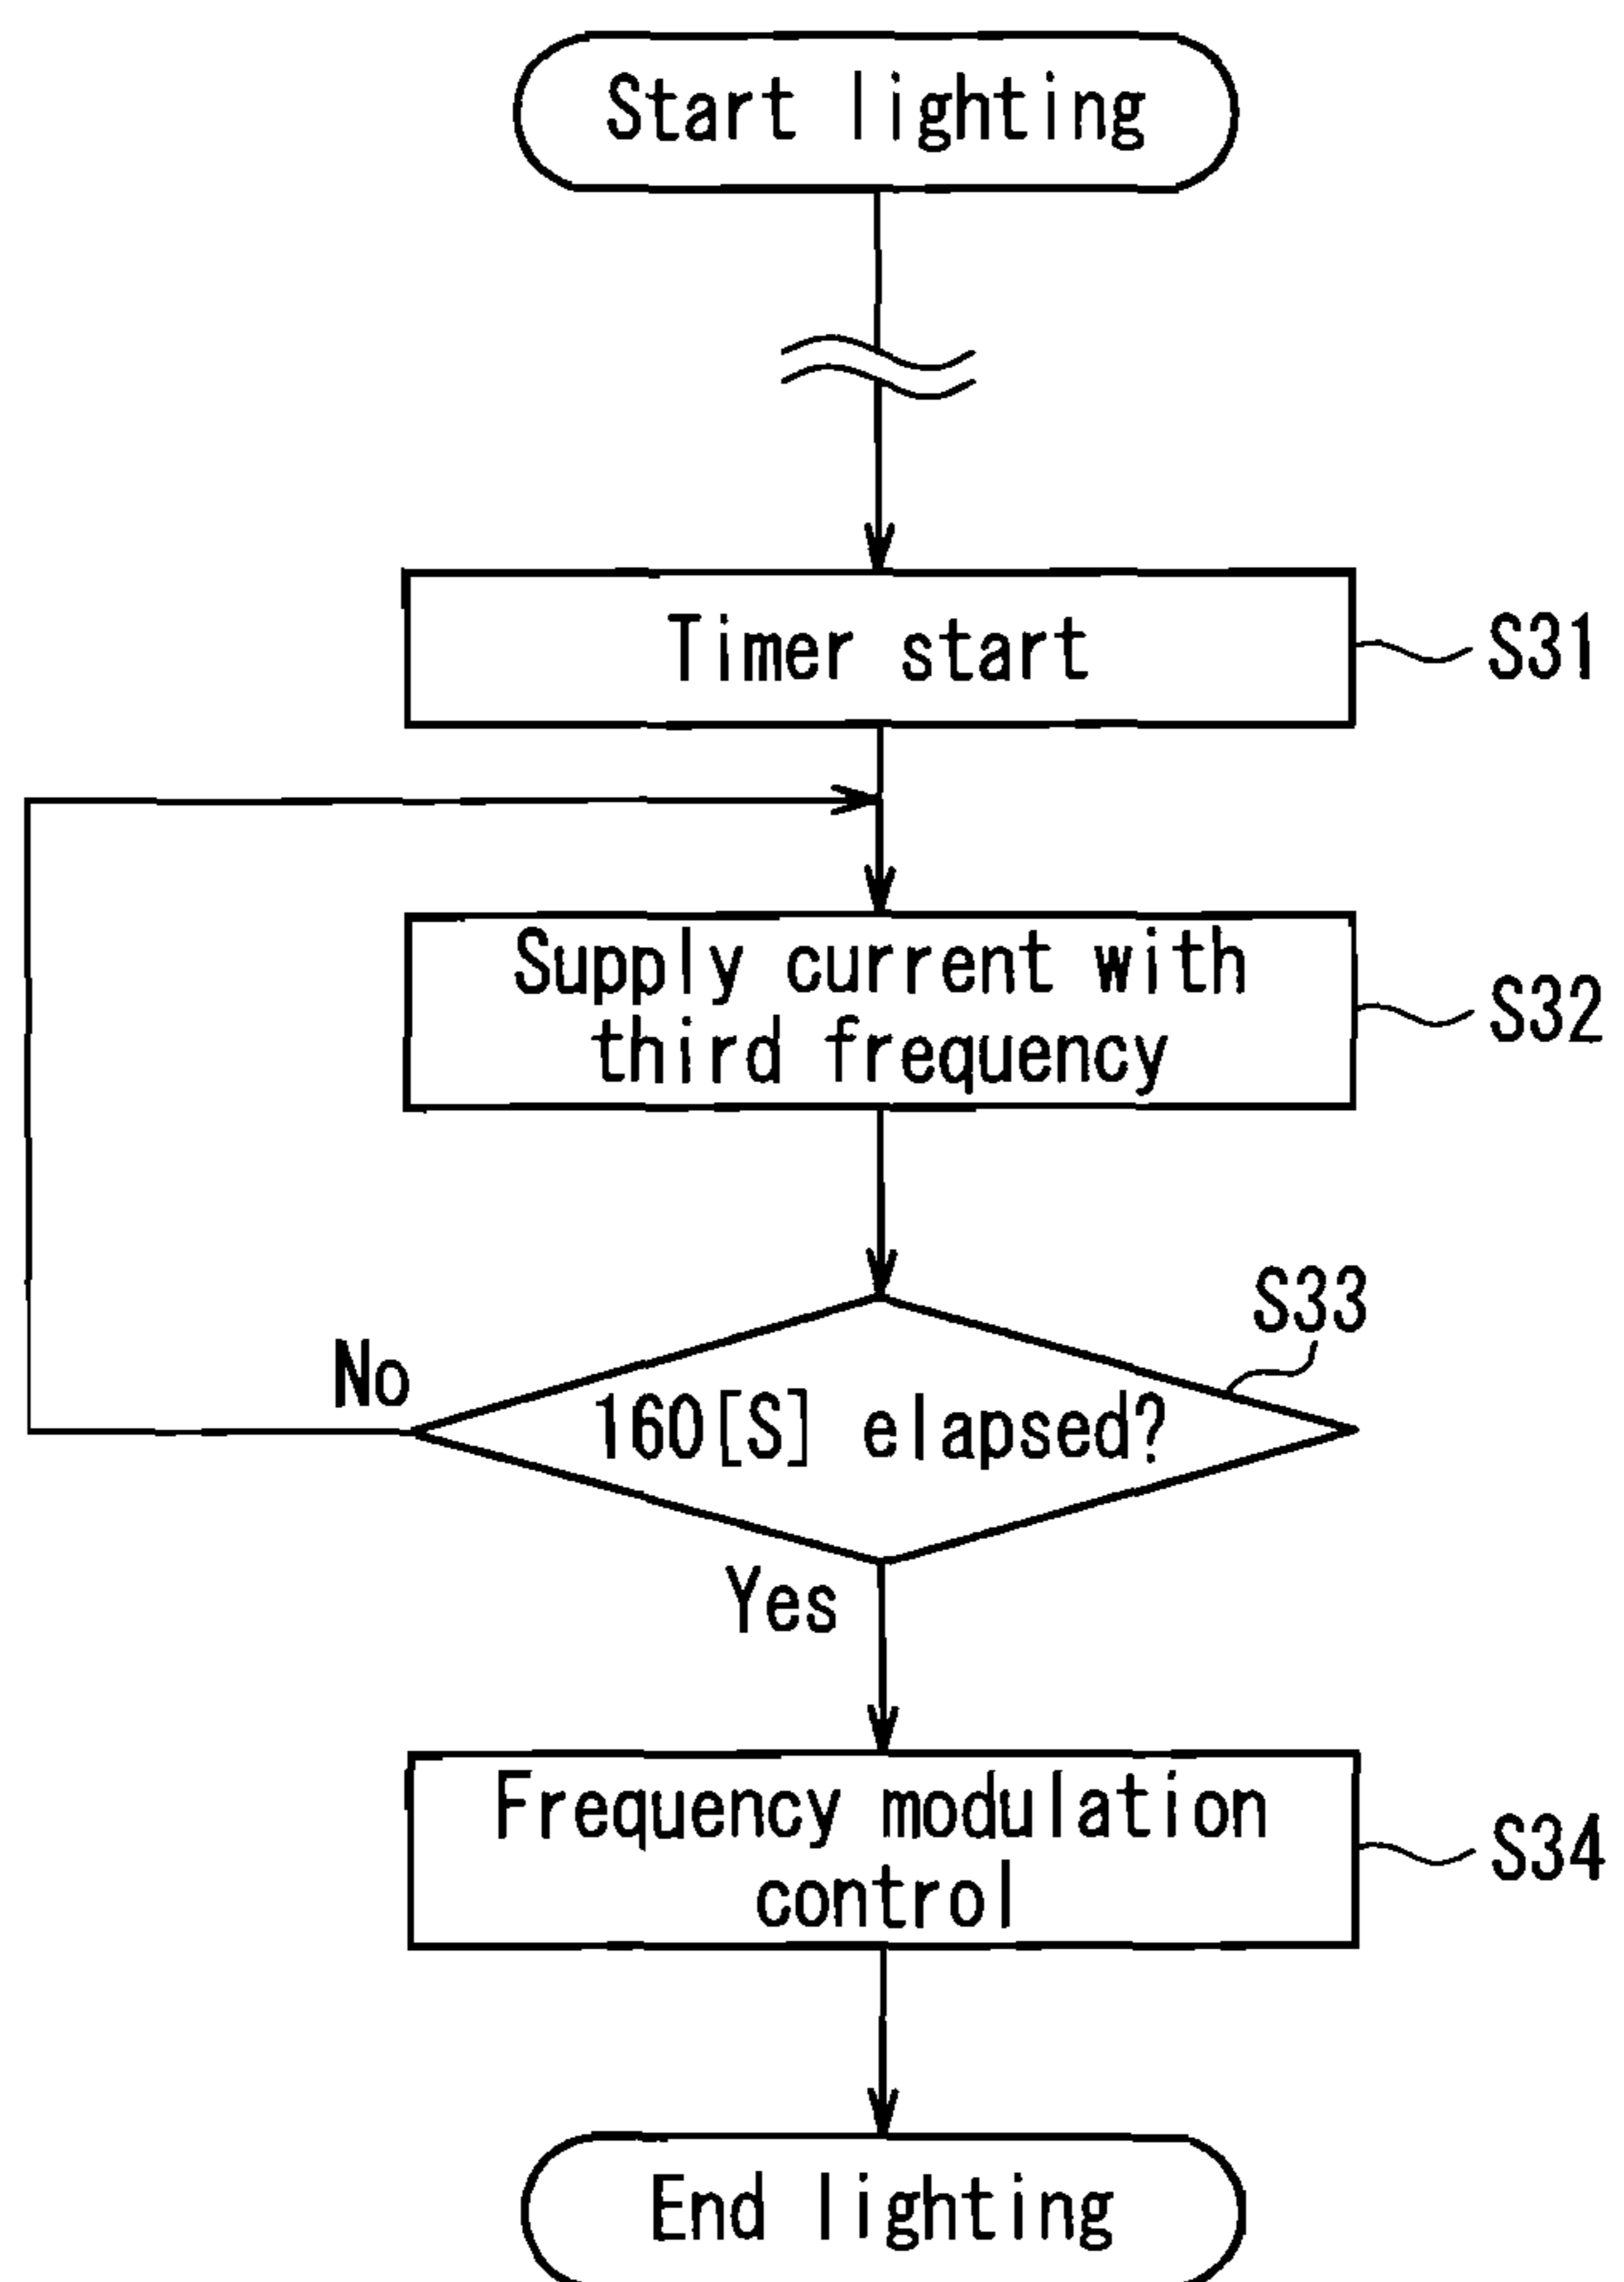 Start lighting
Timer start
S31
Supply current with
third frequency
S32
S33
No
160[S] elapsed?
Yes
Frequency modulation
control
S34
End lighting